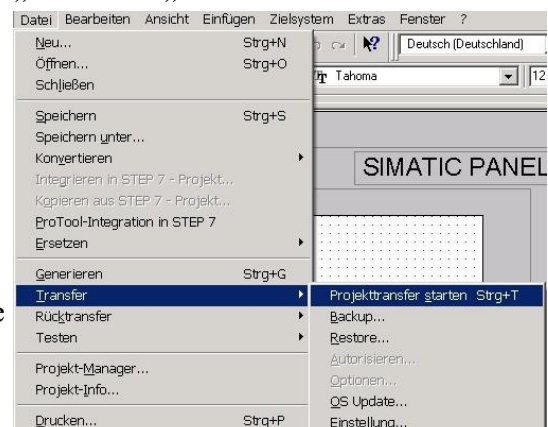 Datei Bearbeiten Ansicht Einfügen Zielsystem Extras Fenster ?
Neu... Strg+N
Deutsch (Deutschland)
Öffnen... Strg+O
Schließen
Tahoma 12
Speichern Strg+S
Speichern unter...
Konvertieren
SIMATIC PANEL
Integrieren in STEP 7 - Projekt...
Kopieren aus STEP 7 - Projekt...
ProTool-Integration in STEP 7
Ersetzen
Generieren Strg+G
Transfer
Rücktransfer
Testen
Projekt-Manager...
Projekt-Info...
Drucken... Strg+P
Projekttransfer starten Strg+T
Backup...
Restore...
Autorisieren...
Optionen...
OS Update...
Einstellung...